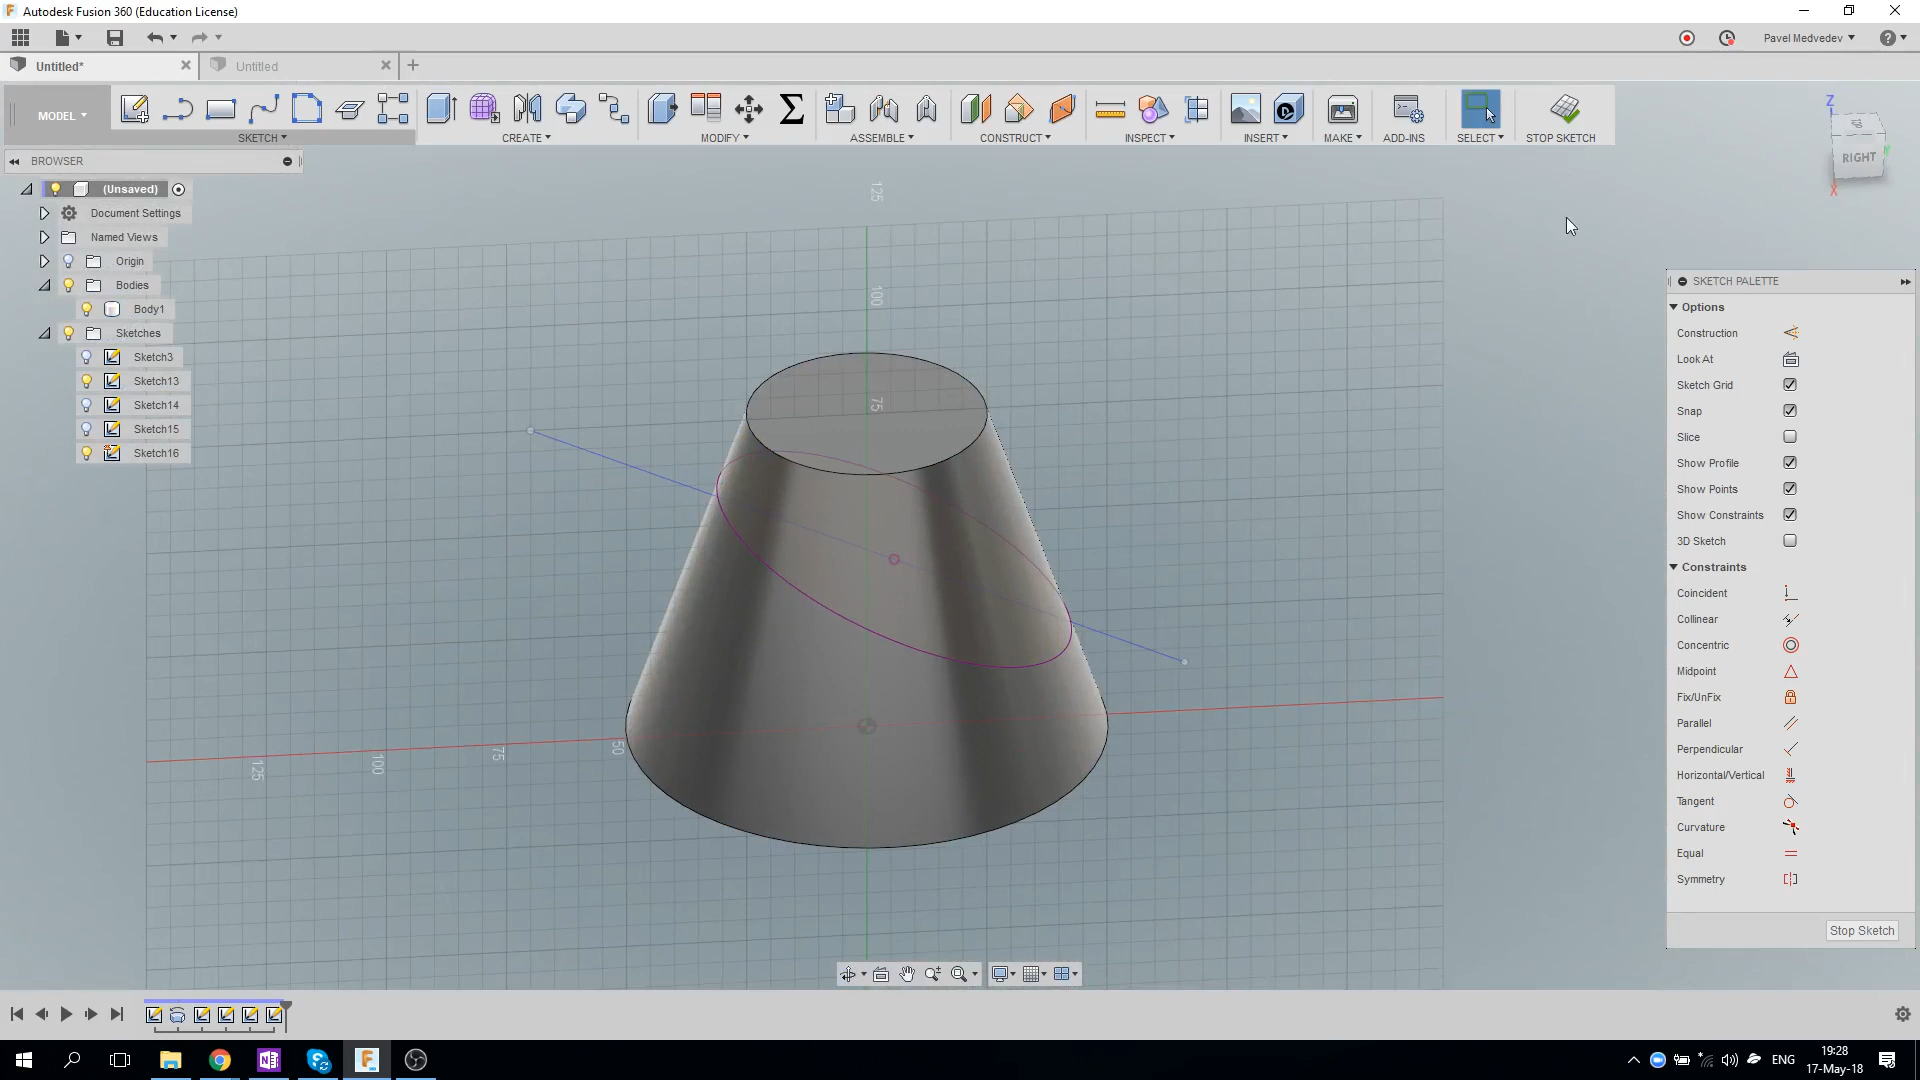 Autodesk Fusion 360 (Education License)
Pavel Medvedev
Untitled*
Untitled
MODEL
SKETCH
CREATE
MODIFY
ASSEMBLE
CONSTRUCT
INSPECT
INSERT
MAKE
ADD-INS
SELECT
STOP SKETCH
Z
RIGHT
X
BROWSER
(Unsaved)
Document Settings
Named Views
Origin
Bodies
Body1
Sketches
Sketch3
Sketch13
Sketch14
Sketch15
Sketch16
125
100
75
50
75
100
125
SKETCH PALETTE
Options
Construction
Look At
Sketch Grid
Snap
Slice
Show Profile
Show Points
Show Constraints
3D Sketch
Constraints
Coincident
Collinear
Concentric
Midpoint
Fix/UnFix
Parallel
Perpendicular
Horizontal/Vertical
Tangent
Curvature
Equal
Symmetry
Stop Sketch
ENG
19:28
17-May-18